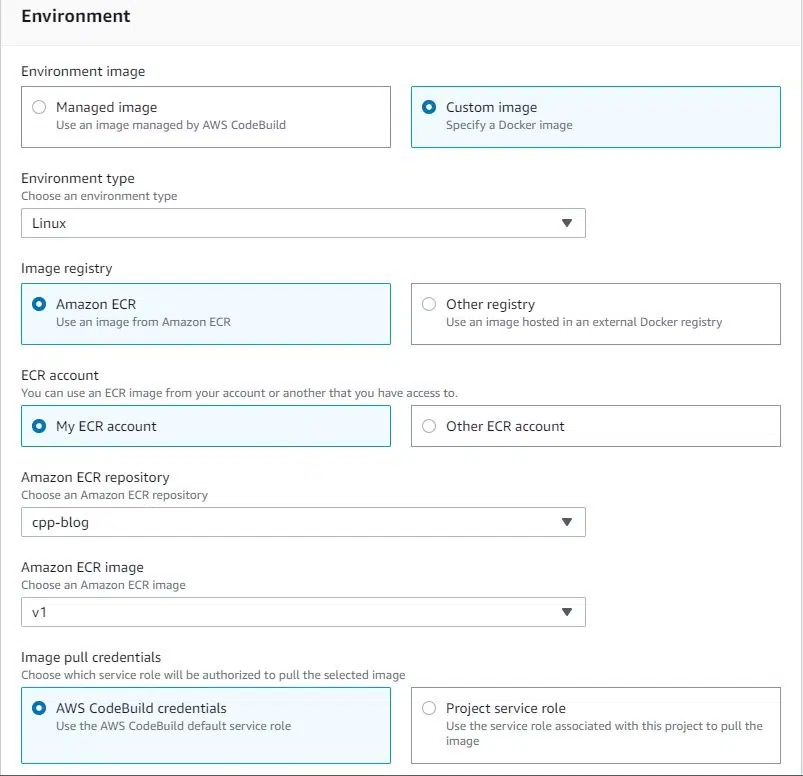 Environment
Environment image
Managed image
Use an image managed by AWS CodeBuild
Custom image
Specify a Docker image
Environment type
Choose an environment type
Linux
Image registry
Amazon ECR
Use an image from Amazon ECR
Other registry
Use an image hosted in an external Docker registry
ECR account
You can use an ECR image from your account or another that you have access to.
My ECR account
Other ECR account
Amazon ECR repository
Choose an Amazon ECR repository
cpp-blog
Amazon ECR image
Choose an Amazon ECR image
v1
Image pull credentials
Choose which service role will be authorized to pull the selected image
AWS CodeBuild credentials
Use the AWS CodeBuild default service role
Project service role
Use the service role associated with this project to pull the
image